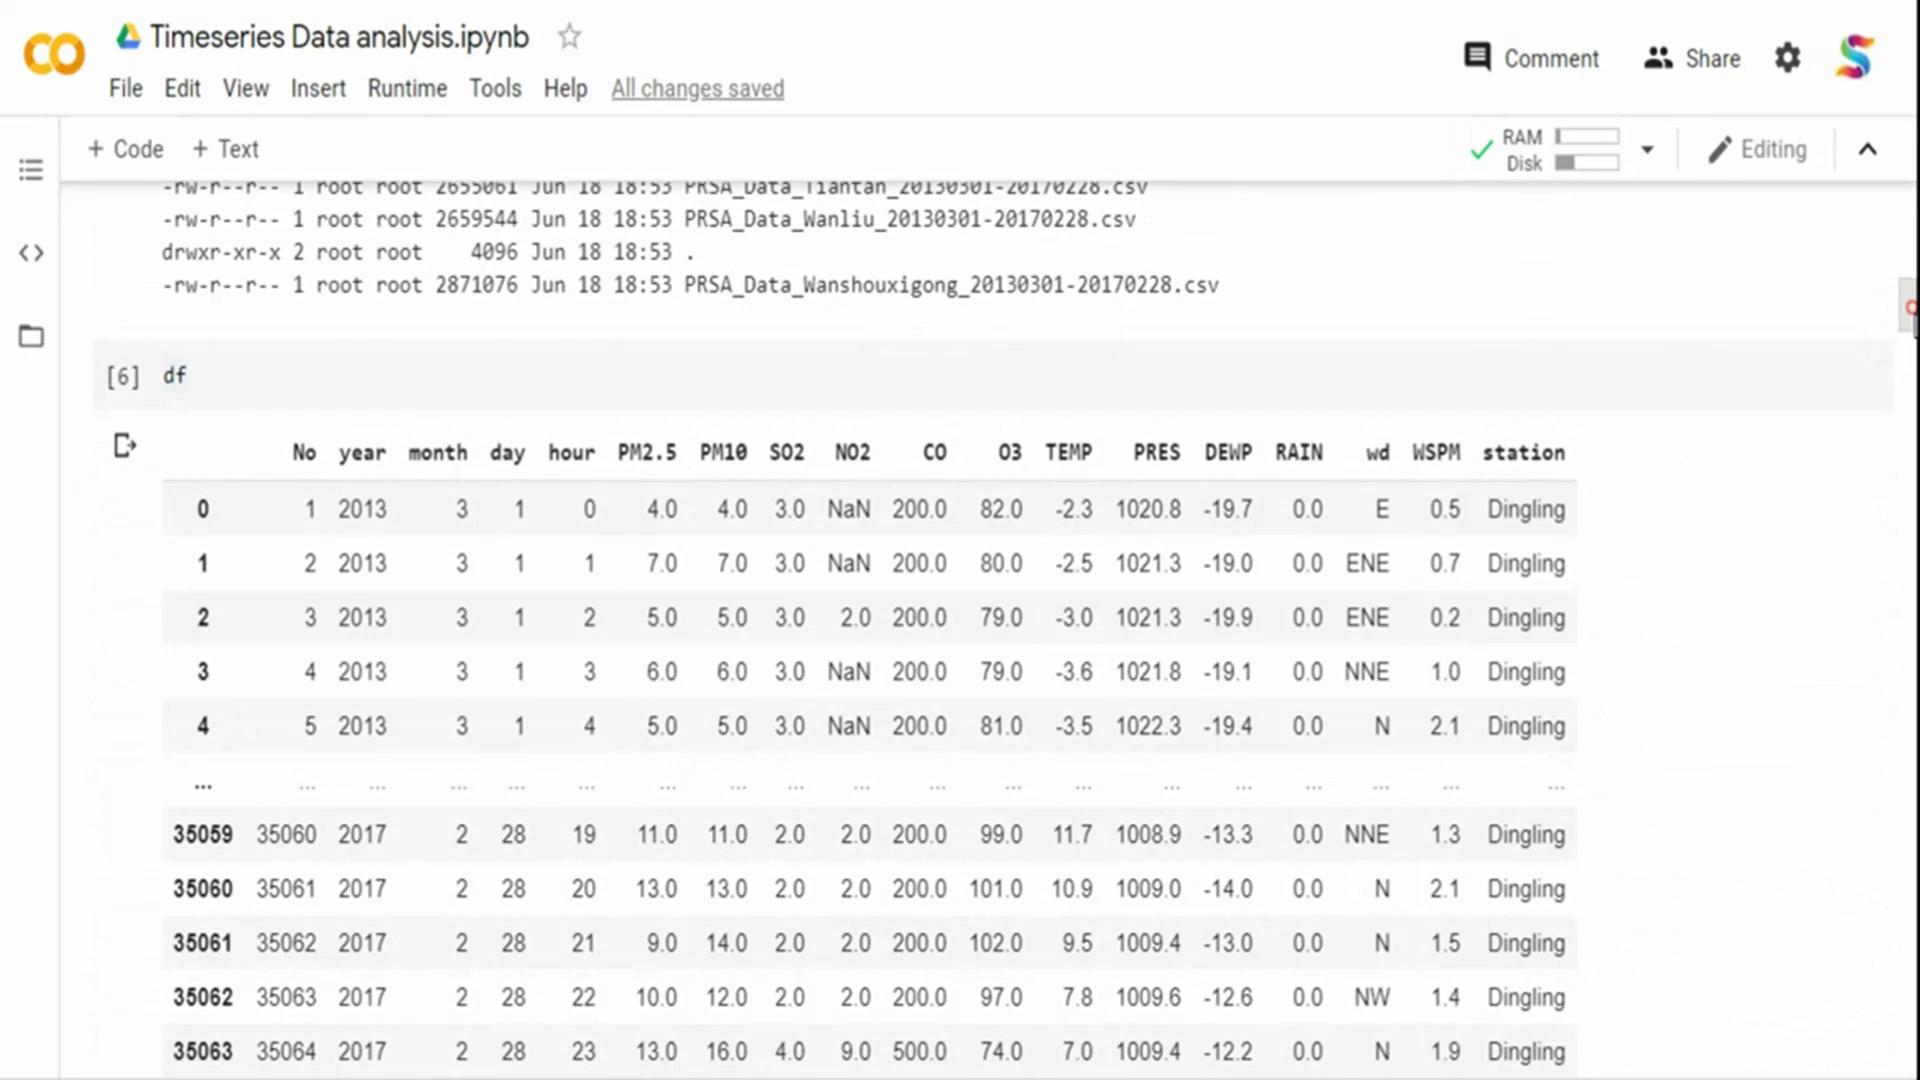 Timeseries Data analysis.ipynb
Comment
Share
File Edit View Insert Runtime Tools Help All changes saved
+ Code + Text
RAM
Disk
Editing
-rw-r--r-- 1 root root 2655061 Jun 18 18:53 PRSA_Data_Tiantan_20130301-20170228.csv
-rw-r--r-- 1 root root 2659544 Jun 18 18:53 PRSA_Data_Wanliu_20130301-20170228.csv
drwxr-xr-x 2 root root 4096 Jun 18 18:53 .
-rw-r--r-- 1 root root 2871076 Jun 18 18:53 PRSA_Data_Wanshouxigong_20130301-20170228.csv
[6] df
No year month day hour PM2.5 PM10 SO2 NO2 CO O3 TEMP PRES DEWP RAIN wd WSPM station
0 1 2013 3 1 0 4.0 4.0 3.0 NaN 200.0 82.0 -2.3 1020.8 -19.7 0.0 E 0.5 Dingling
1 2 2013 3 1 1 7.0 7.0 3.0 NaN 200.0 80.0 -2.5 1021.3 -19.0 0.0 ENE 0.7 Dingling
2 3 2013 3 1 2 5.0 5.0 3.0 2.0 200.0 79.0 -3.0 1021.3 -19.9 0.0 ENE 0.2 Dingling
3 4 2013 3 1 3 6.0 6.0 3.0 NaN 200.0 79.0 -3.6 1021.8 -19.1 0.0 NNE 1.0 Dingling
4 5 2013 3 1 4 5.0 5.0 3.0 NaN 200.0 81.0 -3.5 1022.3 -19.4 0.0 N 2.1 Dingling
... ... ... ... ... ... ... ... ... ... ... ... ... ... ... ... ... ... ...
35059 35060 2017 2 28 19 11.0 11.0 2.0 2.0 200.0 99.0 11.7 1008.9 -13.3 0.0 NNE 1.3 Dingling
35060 35061 2017 2 28 20 13.0 13.0 2.0 2.0 200.0 101.0 10.9 1009.0 -14.0 0.0 N 2.1 Dingling
35061 35062 2017 2 28 21 9.0 14.0 2.0 2.0 200.0 102.0 9.5 1009.4 -13.0 0.0 N 1.5 Dingling
35062 35063 2017 2 28 22 10.0 12.0 2.0 2.0 200.0 97.0 7.8 1009.6 -12.6 0.0 NW 1.4 Dingling
35063 35064 2017 2 28 23 13.0 16.0 4.0 9.0 500.0 74.0 7.0 1009.4 -12.2 0.0 N 1.9 Dingling